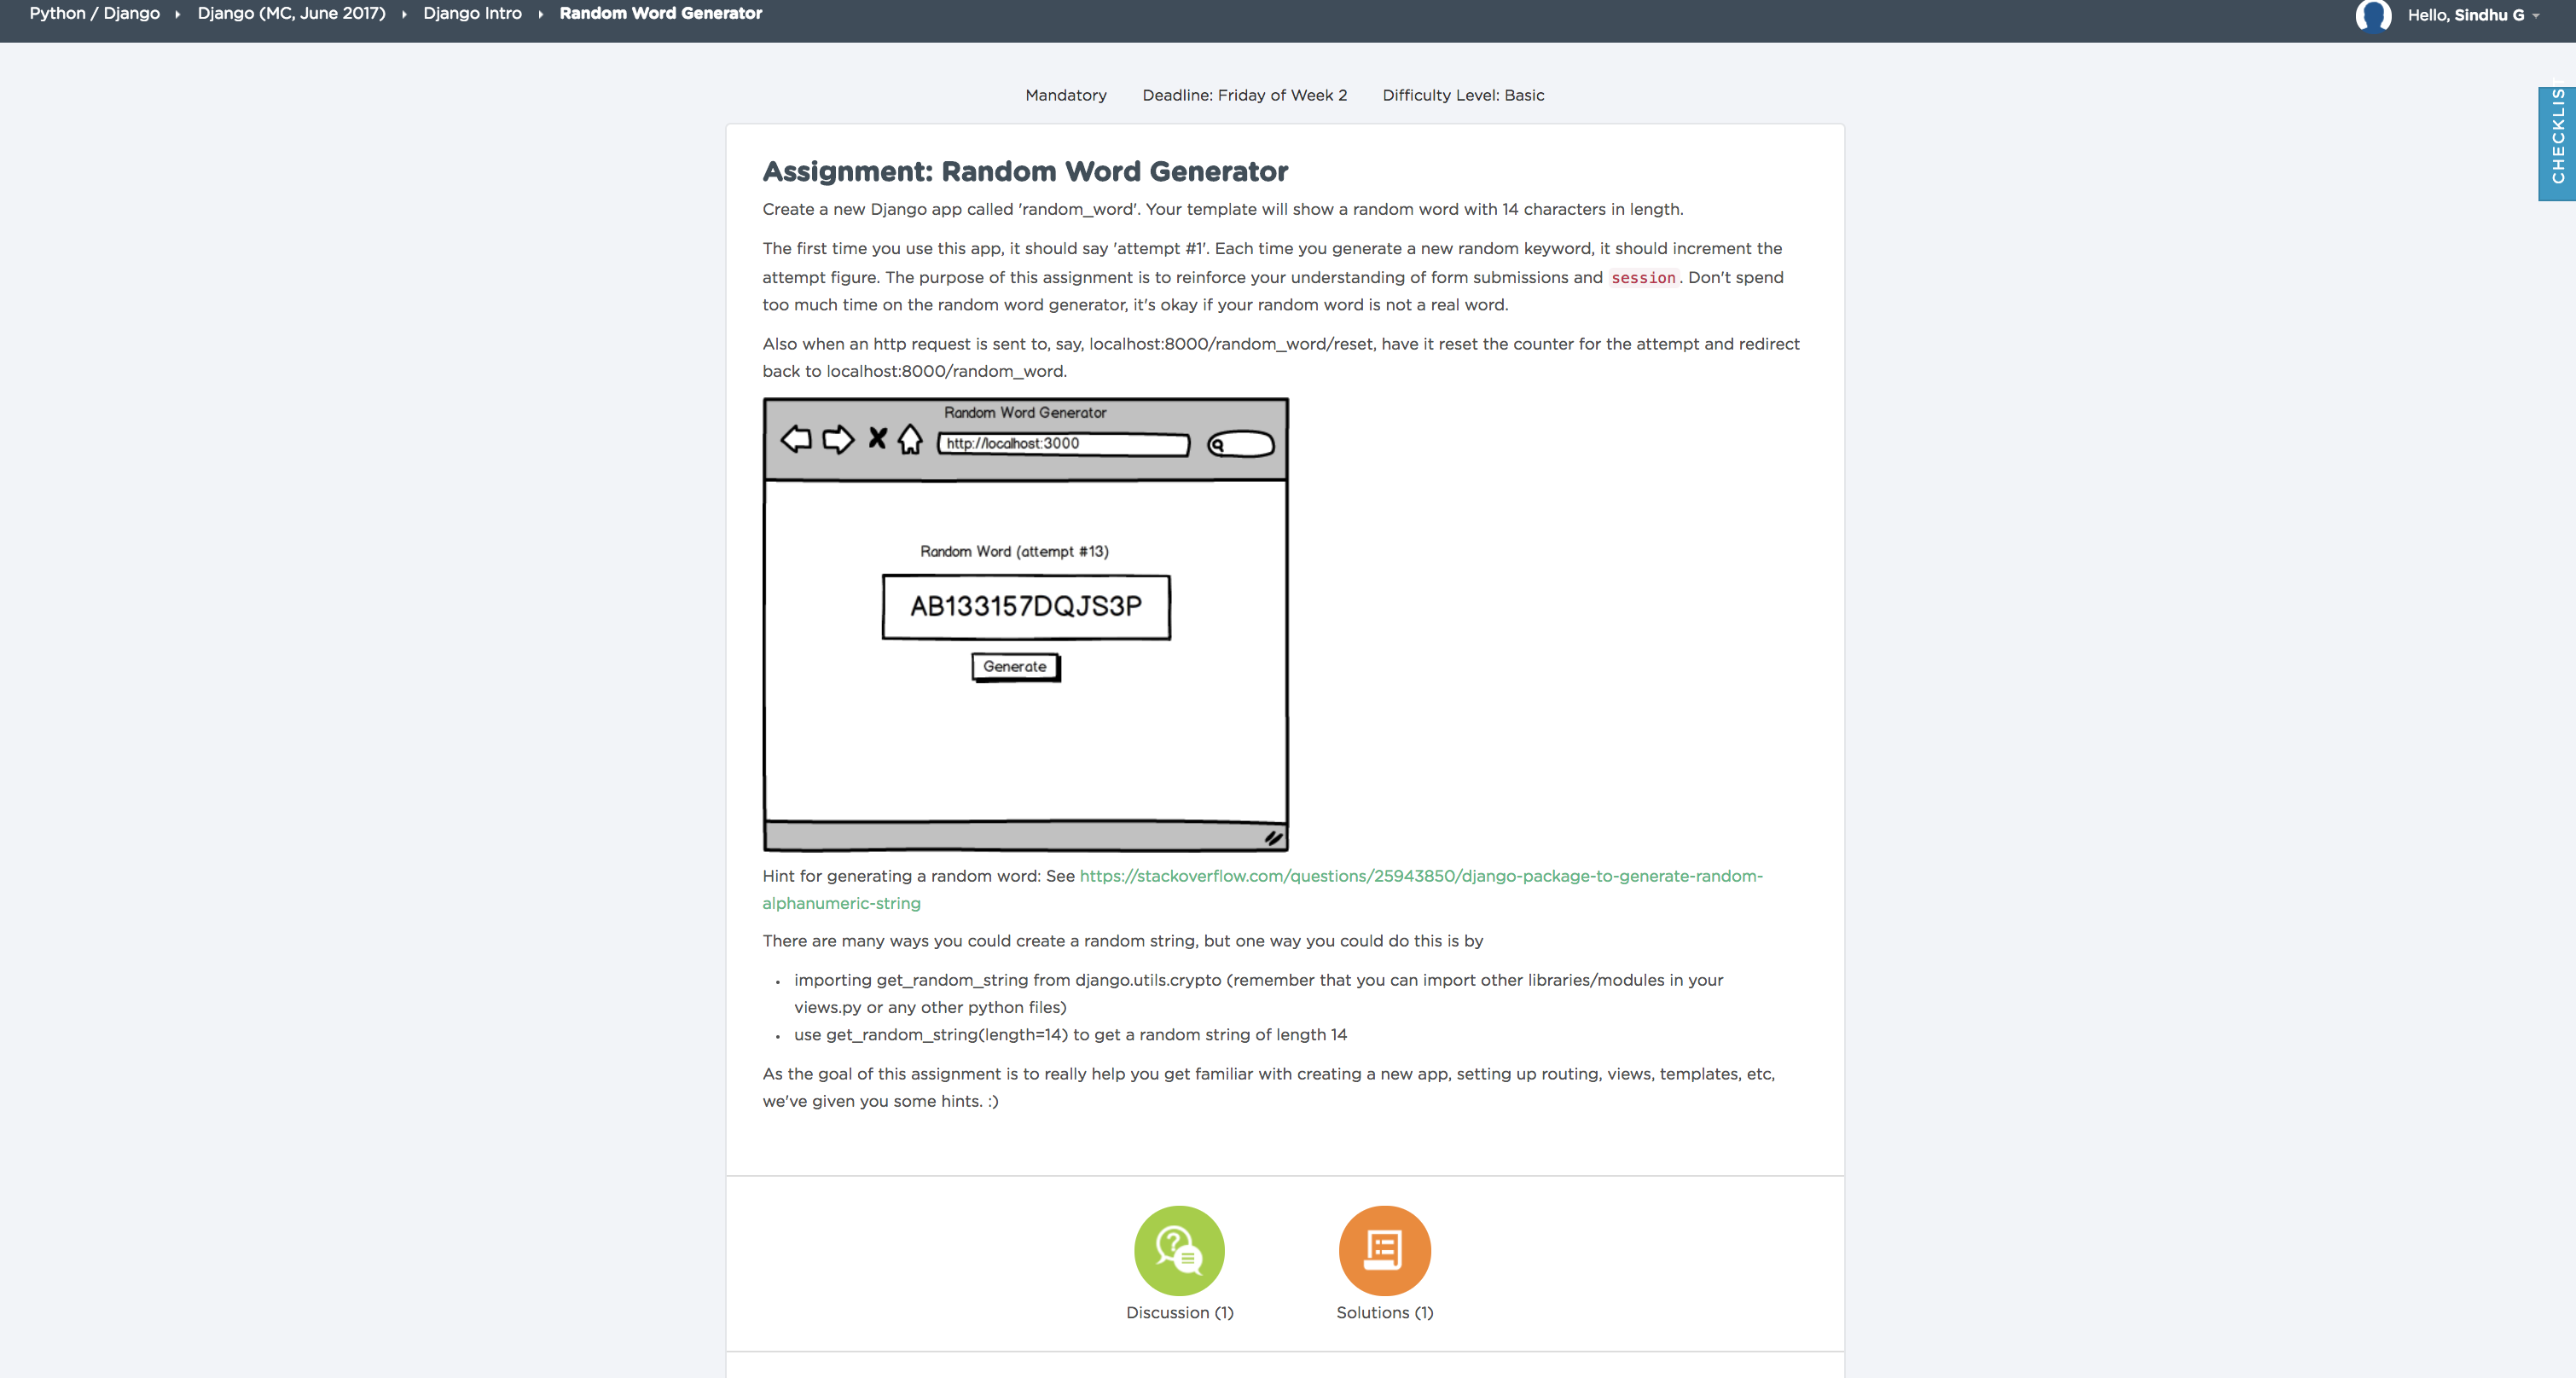 Python / Django ▸ Django (MC, June 2017) ▸ Django Intro ▸ Random Word Generator
Hello, Sindhu G
Mandatory Deadline: Friday of Week 2 Difficulty Level: Basic
CHECKLIST
Assignment: Random Word Generator
Create a new Django app called 'random_word'. Your template will show a random word with 14 characters in length.
The first time you use this app, it should say 'attempt #1'. Each time you generate a new random keyword, it should increment the
attempt figure. The purpose of this assignment is to reinforce your understanding of form submissions and session. Don't spend
too much time on the random word generator, it's okay if your random word is not a real word.
Also when an http request is sent to, say, localhost:8000/random_word/reset, have it reset the counter for the attempt and redirect
back to localhost:8000/random_word.
Random Word Generator
http://localhost:3000
Random Word (attempt #13)
AB133157DQJS3P
Generate
Hint for generating a random word: See https://stackoverflow.com/questions/25943850/django-package-to-generate-random-
alphanumeric-string
There are many ways you could create a random string, but one way you could do this is by
• importing get_random_string from django.utils.crypto (remember that you can import other libraries/modules in your
views.py or any other python files)
• use get_random_string(length=14) to get a random string of length 14
As the goal of this assignment is to really help you get familiar with creating a new app, setting up routing, views, templates, etc,
we've given you some hints. :)
Discussion (1)
Solutions (1)